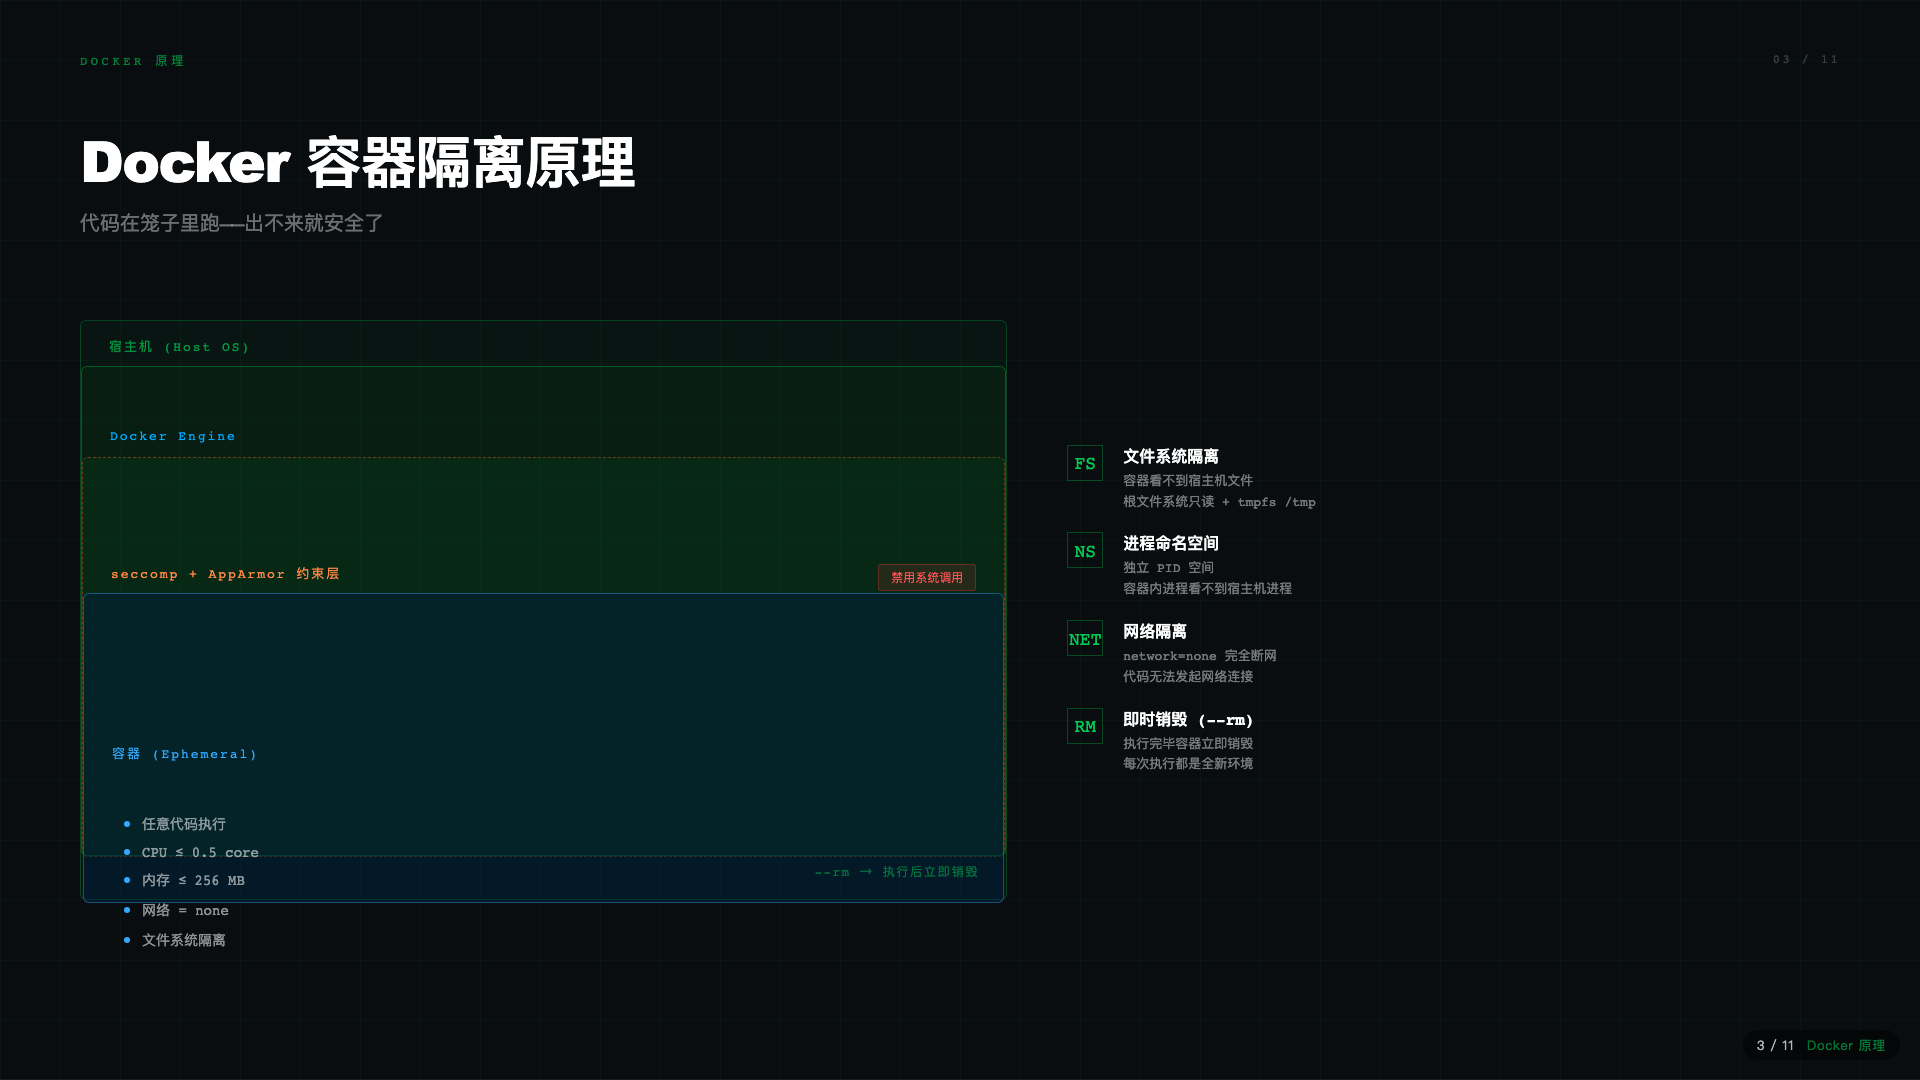 DOCKER 原理
03 / 11
Docker 容器隔离原理
代码在笼子里跑——出不来就安全了
宿主机 (Host OS)
Docker Engine
seccomp + AppArmor 约束层
禁用系统调用
容器 (Ephemeral)
任意代码执行
CPU ≤ 0.5 core
内存 ≤ 256 MB
网络 = none
文件系统隔离
--rm → 执行后立即销毁
FS
文件系统隔离
容器看不到宿主机文件
根文件系统只读 + tmpfs /tmp
NS
进程命名空间
独立 PID 空间
容器内进程看不到宿主机进程
NET
网络隔离
network=none 完全断网
代码无法发起网络连接
RM
即时销毁 (--rm)
执行完毕容器立即销毁
每次执行都是全新环境
3 / 11 Docker 原理